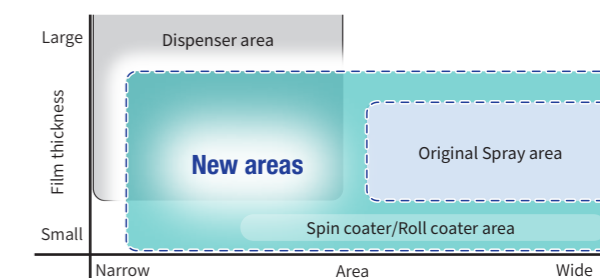 Large
Dispenser area
Film thickness
New areas
Original Spray area
Spin coater/Roll coater area
Small
Narrow
Area
Wide